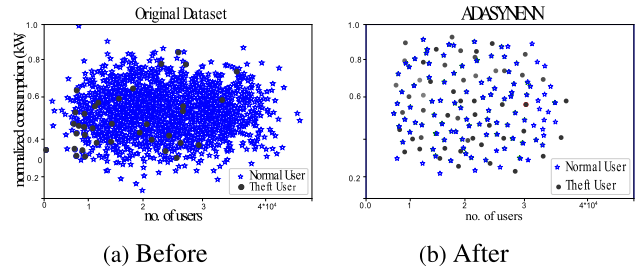 Original Dataset
ADASYNENN
normalized consumption (kW)
1.0
0.8
0.6
0.4
0
0.2
0
1
2
3
4*10⁴
no. of users
Normal User
Theft User
1.0
0.8
0.6
0.2
0.0
1
2
3
4*10⁴
no. of users
Normal User
Theft User
(a) Before
(b) After